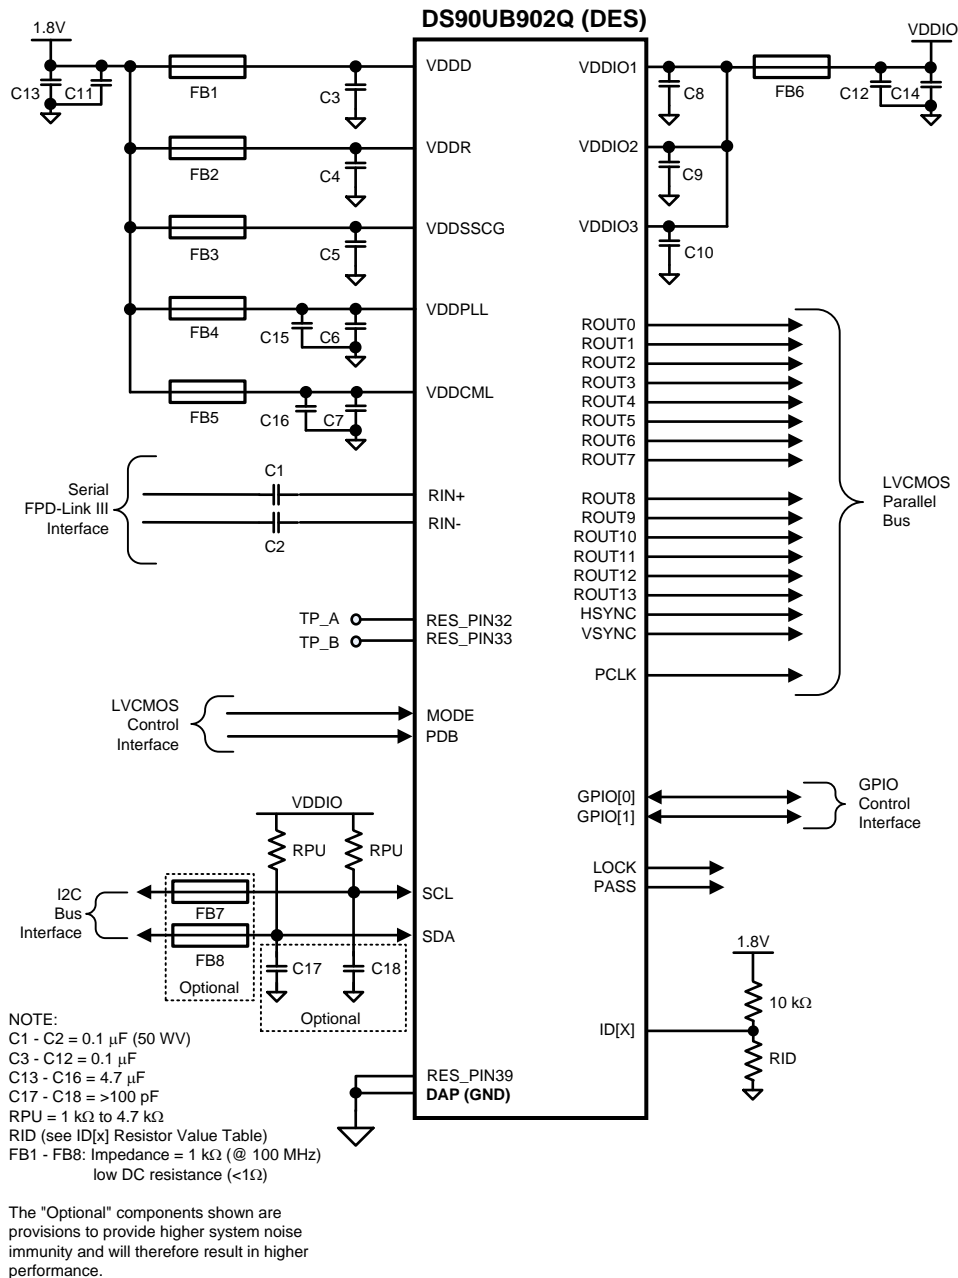 DS90UB902Q (DES)
1.8V
VDDIO
C13
C11
FB1
C3
VDDD
VDDIO1
C8
FB6
C12
C14
FB2
C4
VDDR
VDDIO2
C9
FB3
C5
VDDSSCG
VDDIO3
C10
FB4
C15
C6
VDDPLL
FB5
C16
C7
VDDCML
ROUT0
ROUT1
ROUT2
ROUT3
ROUT4
ROUT5
ROUT6
ROUT7
ROUT8
ROUT9
ROUT10
ROUT11
ROUT12
ROUT13
HSYNC
VSYNC
PCLK
LVCMOS
Parallel
Bus
Serial
FPD-Link III
Interface
C1
C2
RIN+
RIN-
TP_A
TP_B
RES_PIN32
RES_PIN33
LVCMOS
Control
Interface
MODE
PDB
GPIO[0]
GPIO[1]
GPIO
Control
Interface
VDDIO
RPU
RPU
LOCK
PASS
I2C
Bus
Interface
FB7
FB8
Optional
SCL
SDA
C17
C18
Optional
1.8V
10 kΩ
ID[X]
RID
RES_PIN39
DAP (GND)
NOTE:
C1 - C2 = 0.1 μF (50 WV)
C3 - C12 = 0.1 μF
C13 - C16 = 4.7 μF
C17 - C18 = >100 pF
RPU = 1 kΩ to 4.7 kΩ
RID (see ID[x] Resistor Value Table)
FB1 - FB8: Impedance = 1 kΩ (@ 100 MHz)
low DC resistance (<1Ω)
The "Optional" components shown are
provisions to provide higher system noise
immunity and will therefore result in higher
performance.